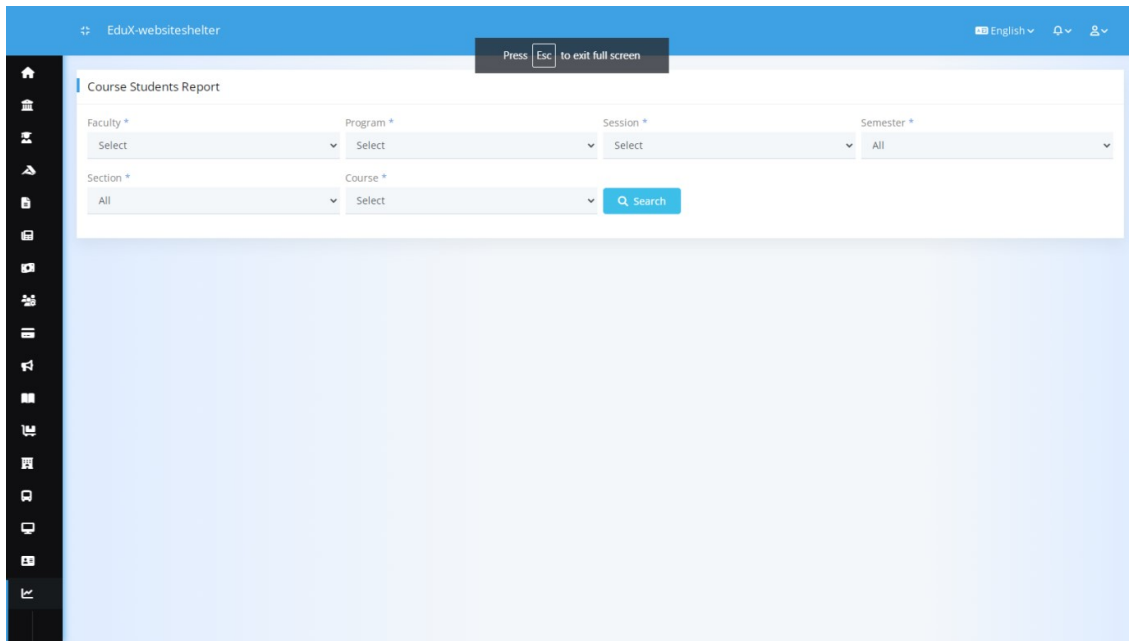 EduX-websiteshelter
English
Press Esc to exit full screen
Course Students Report
Faculty * Program * Session * Semester *
Select Select Select All
Section * Course *
All Select Search